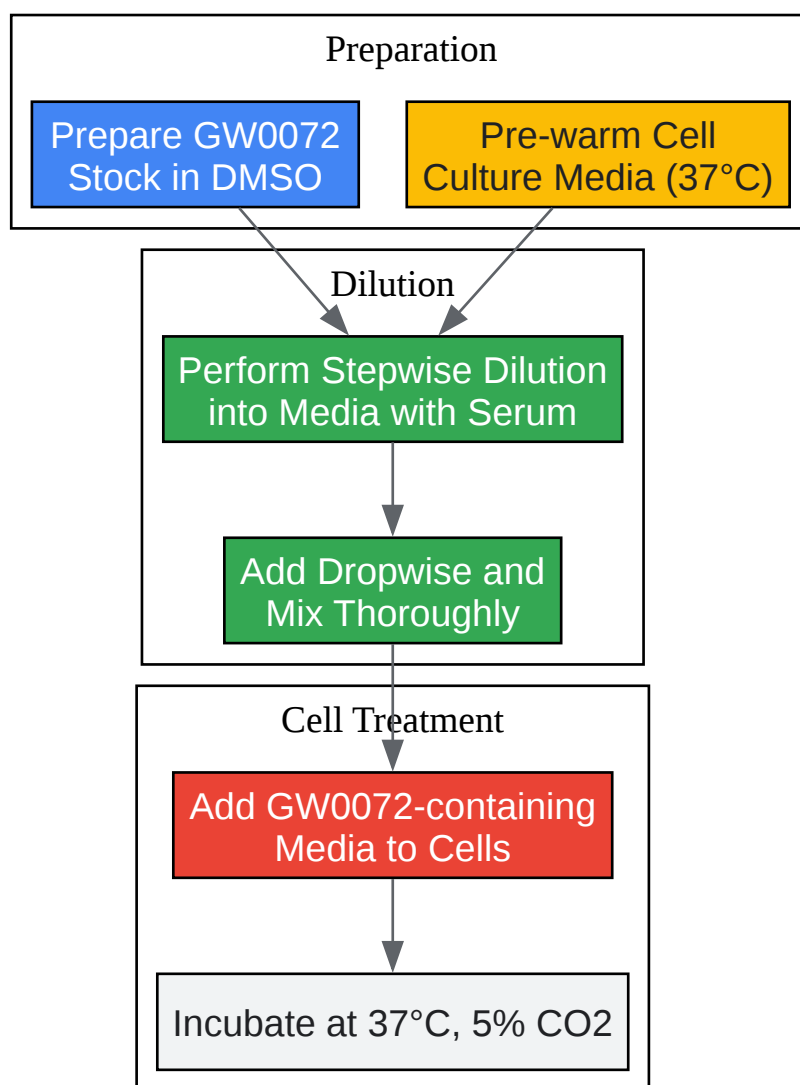 Preparation
Prepare GW0072
Stock in DMSO
Pre-warm Cell
Culture Media (37°C)
Dilution
Perform Stepwise Dilution
into Media with Serum
Add Dropwise and
Mix Thoroughly
Cell Treatment
Add GW0072-containing
Media to Cells
Incubate at 37°C, 5% CO2